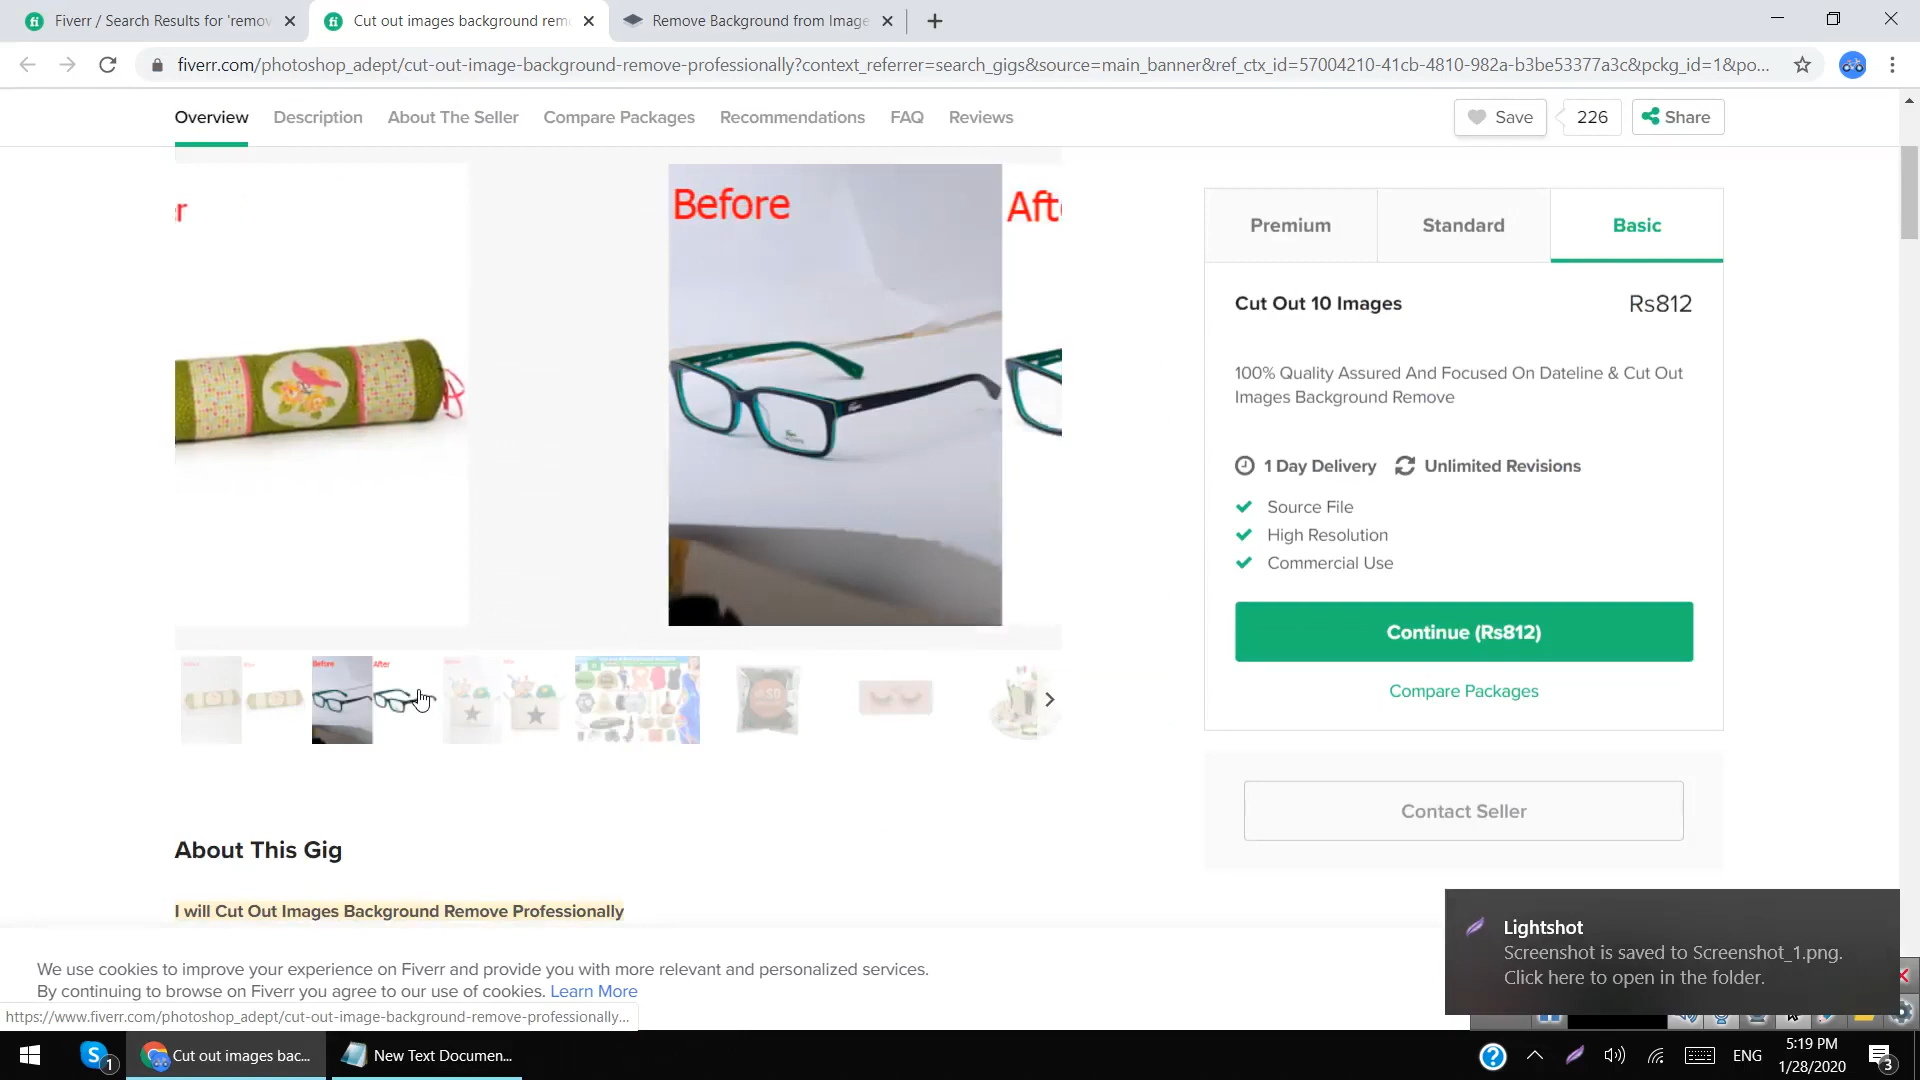 Fiverr / Search Results for 'remov
Cut out images background rem
Remove Background from Image
fiverr.com/photoshop_adept/cut-out-image-background-remove-professionally?context_referrer=search_gigs&source=main_banner&ref_ctx_id=57004210-41cb-4810-982a-b3be53377a3c&pckg_id=1&po...
Overview
Description
About The Seller
Compare Packages
Recommendations
FAQ
Reviews
Save
226
Share
r
Before
Aft
Premium
Standard
Basic
Cut Out 10 Images
Rs812
100% Quality Assured And Focused On Dateline & Cut Out
Images Background Remove
1 Day Delivery
Unlimited Revisions
Source File
High Resolution
Commercial Use
Continue (Rs812)
Compare Packages
Before
After
Contact Seller
About This Gig
I will Cut Out Images Background Remove Professionally
We use cookies to improve your experience on Fiverr and provide you with more relevant and personalized services.
By continuing to browse on Fiverr you agree to our use of cookies. Learn More
https://www.fiverr.com/photoshop_adept/cut-out-image-background-remove-professionally...
Lightshot
Screenshot is saved to Screenshot_1.png.
Click here to open in the folder.
1
Cut out images bac...
New Text Documen...
ENG
5:19 PM
1/28/2020
3